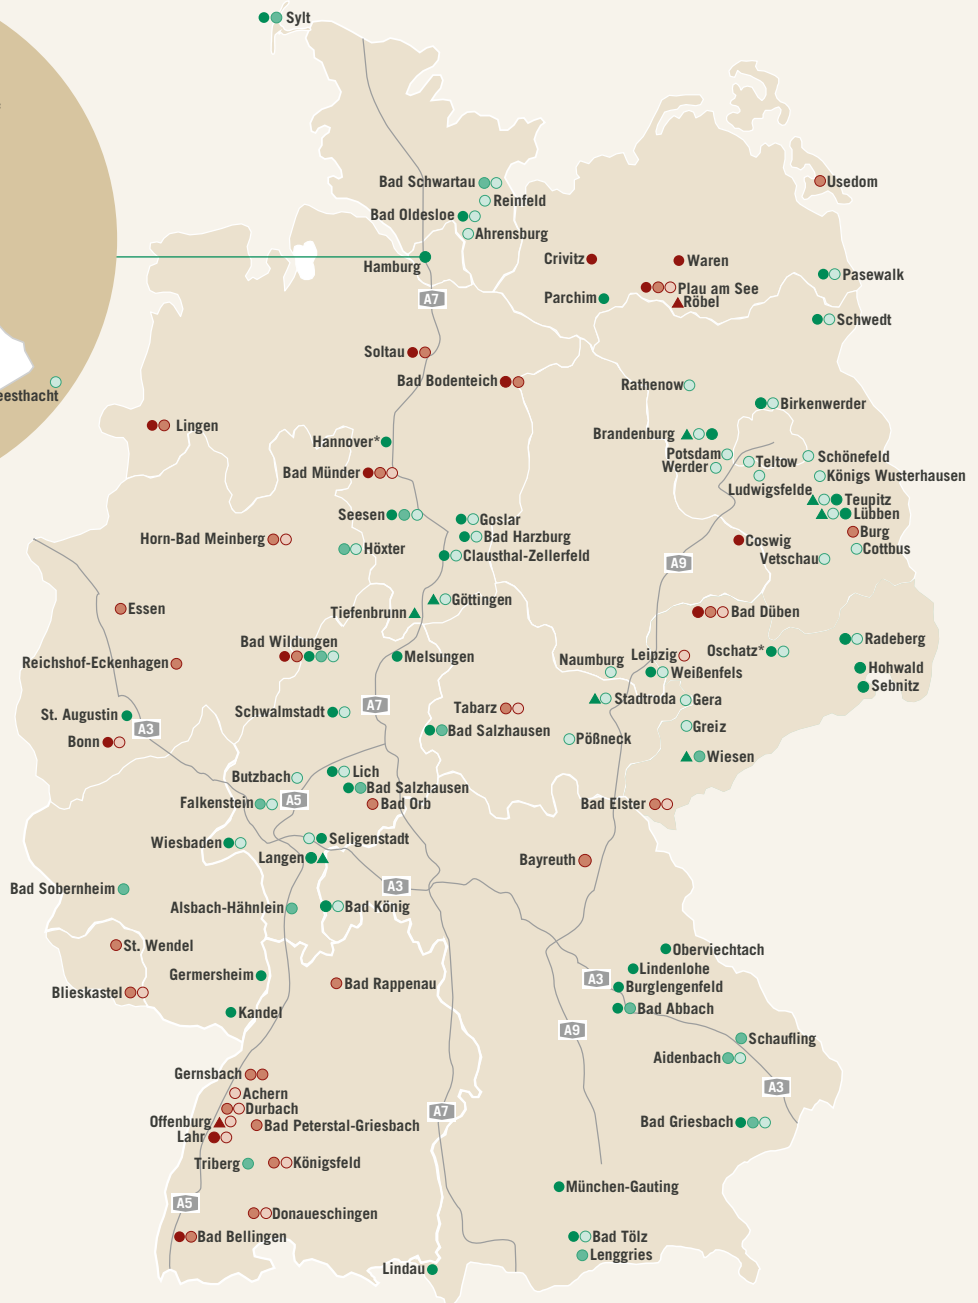 Sylt
Bad Schwartau
Usedom
Reinfeld
Bad Oldesloe
Ahrensburg
Crivitz
Waren
Hamburg
Pasewalk
Plau am See
Parchim
Röbel
A7
Schwedt
Soltau
Bad Bodenteich
Rathenow
eesthacht
Birkenwerder
Lingen
Brandenburg
Hannover*
Potsdam
Schönefeld
Teltow
Werder
Bad Münder
Königs Wusterhausen
Ludwigsfelde
Teupitz
Seesen
Lübben
Goslar
Burg
Bad Harzburg
Horn-Bad Meinberg
Coswig
Höxter
Cottbus
Clausthal-Zellerfeld
Vetschau
A9
Göttingen
Essen
Tiefenbrunn
Bad Düben
Bad Wildungen
Radeberg
Oschatz*
Melsungen
Leipzig
Reichshof-Eckenhagen
Naumburg
Hohwald
Weißenfels
Sebnitz
Stadtroda
Gera
A7
Tabarz
Schwalmstadt
St. Augustin
Greiz
A3
Bad Salzhausen
Pößneck
Bonn
Wiesen
Lich
Butzbach
Bad Salzhausen
A5
Falkenstein
Bad Orb
Bad Elster
Seligenstadt
Wiesbaden
Langen
Bayreuth
A3
Bad Sobernheim
Alsbach-Hähnlein
Bad König
St. Wendel
Oberviechtach
Lindenlohe
Germersheim
A3
Bad Rappenau
Burglengenfeld
Blieskastel
Bad Abbach
Kandel
A9
Schaufling
Aidenbach
Gernsbach
A3
Achern
Durbach
A7
Offenburg
Bad Griesbach
Bad Peterstal-Griesbach
Lahr
Triberg
Königsfeld
München-Gauting
A5
Donaueschingen
Bad Bellingen
Bad Tölz
Lenggries
Lindau